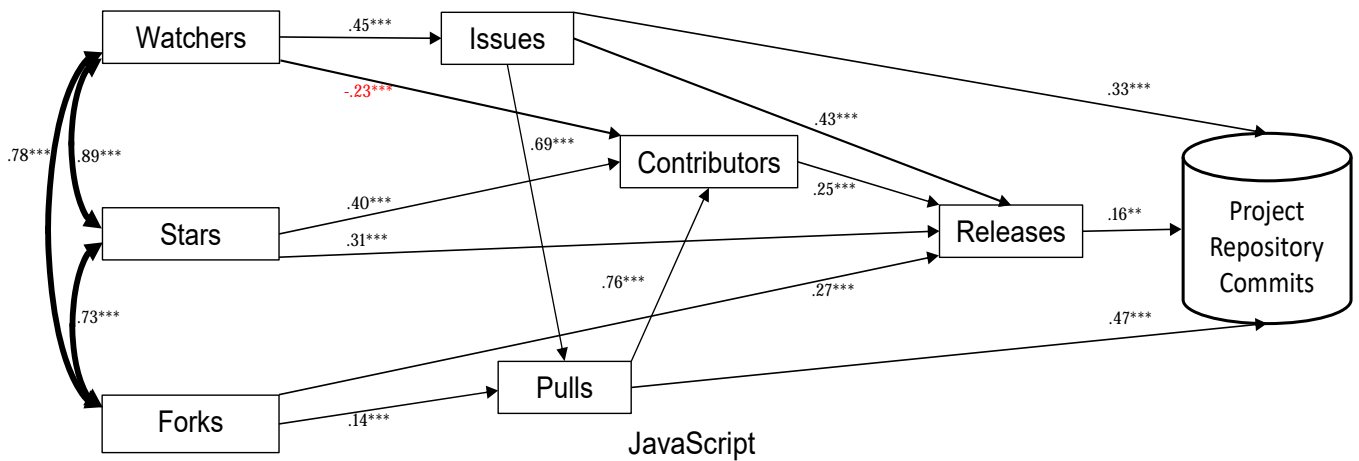 Watchers
.45***
Issues
-.23***
.33***
.43***
.78***
.89***
.69***
Contributors
.25***
.40***
Stars
.31***
Releases
.16**
Project
Repository
Commits
.76***
.27***
.73***
.47***
Pulls
Forks
.14***
JavaScript